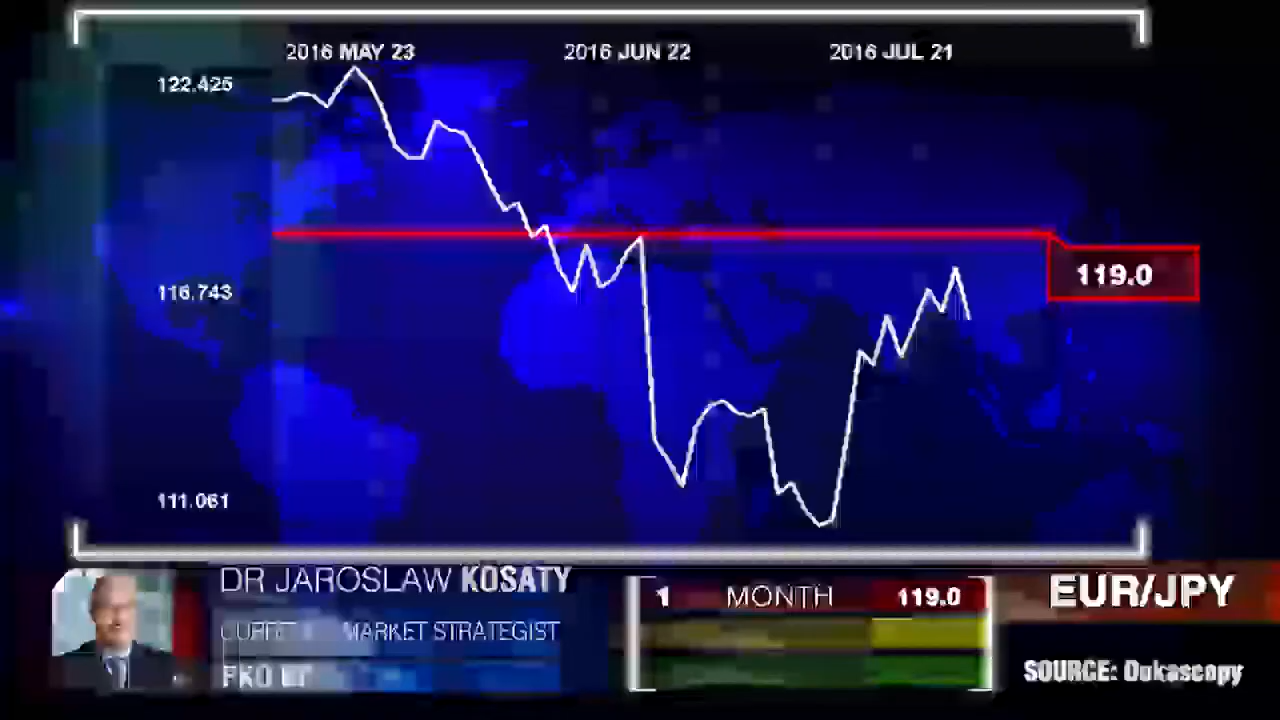 2016 MAY 23 2016 JUN 22 2016 JUL 21
122.425
119.0
116.743
111.061
DR JAROSLAW KOSATY
MARKET STRATEGIST
1 MONTH 119.0
EUR/JPY
SOURCE: Dukascopy